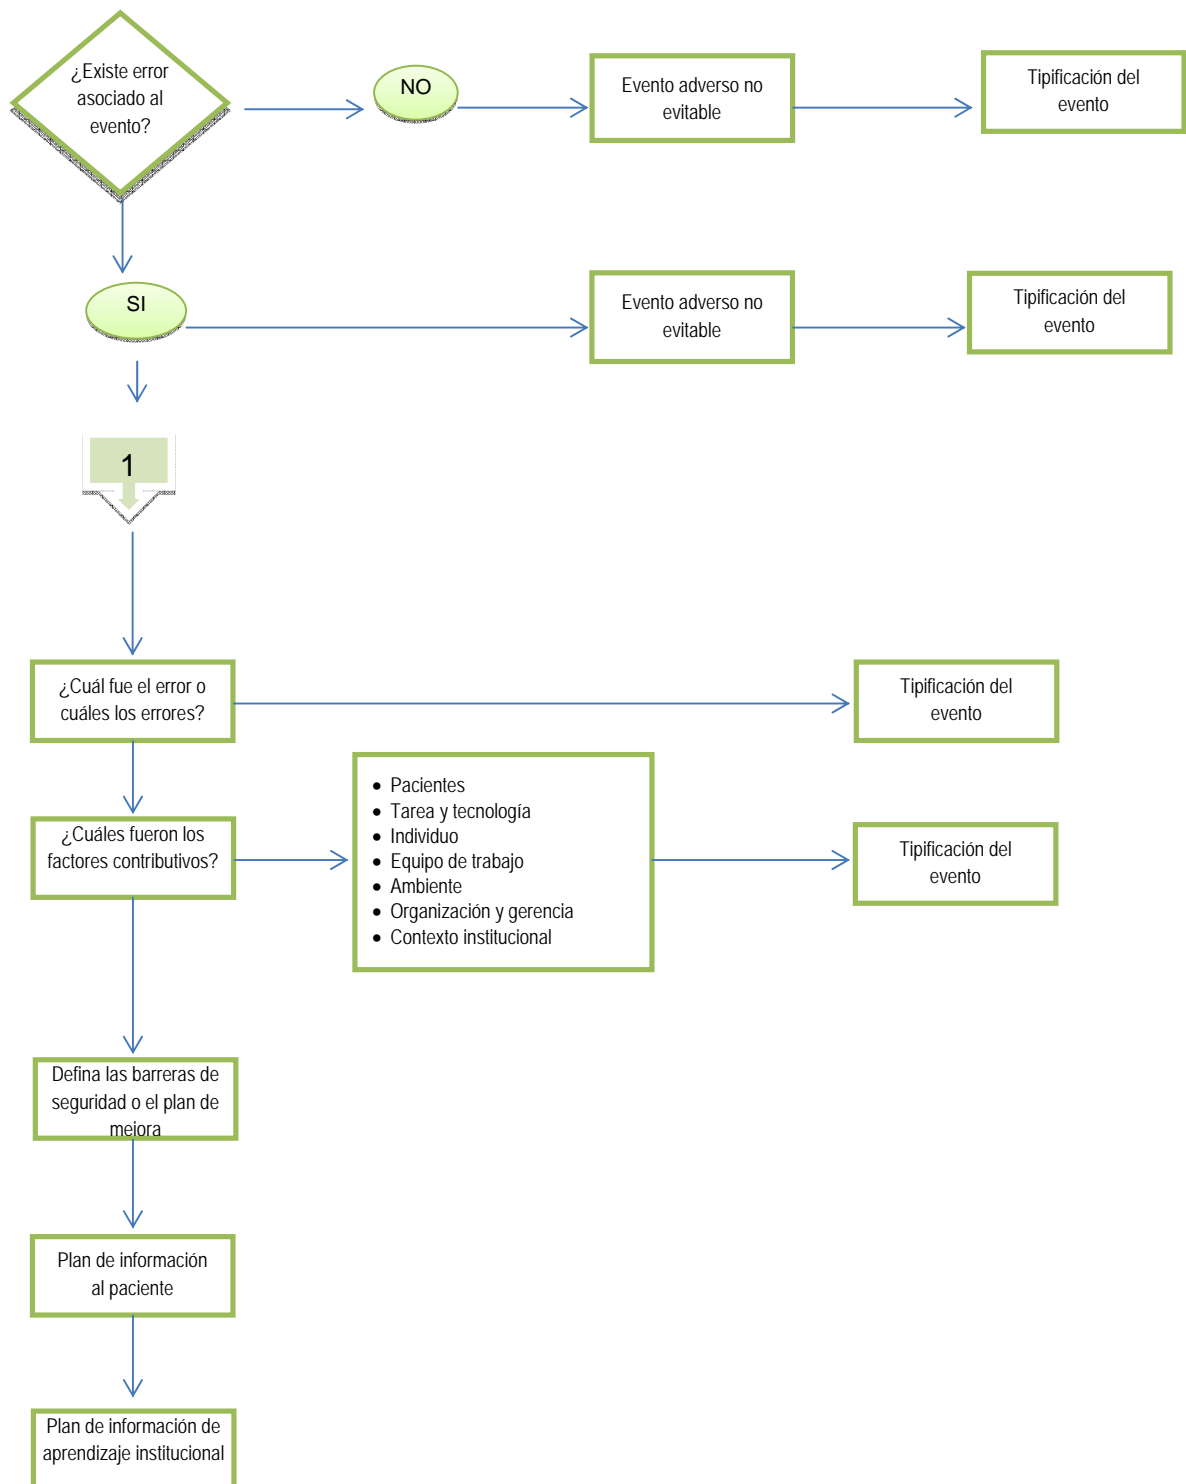 ¿Existe error
asociado al
evento?
NO
Evento adverso no
evitable
Tipificación del
evento
SI
Evento adverso no
evitable
Tipificación del
evento
1
¿Cuál fue el error o
cuáles los errores?
Tipificación del
evento
¿Cuáles fueron los
factores contributivos?
• Pacientes
• Tarea y tecnología
• Individuo
• Equipo de trabajo
• Ambiente
• Organización y gerencia
• Contexto institucional
Tipificación del
evento
Defina las barreras de
seguridad o el plan de
mejora
Plan de información
al paciente
Plan de información de
aprendizaje institucional